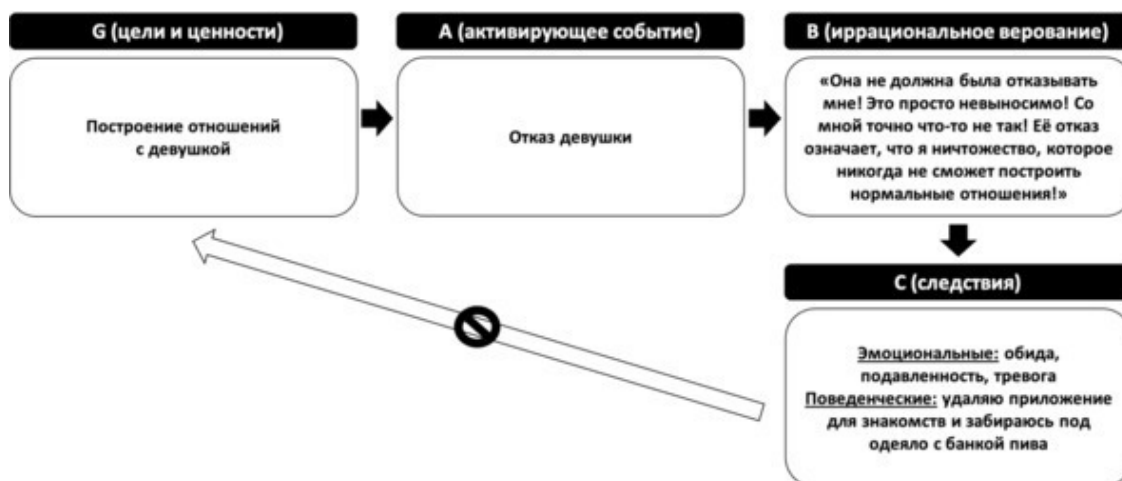 G (цели и ценности)
Построение отношений
с девушкой
A (активирующее событие)
Отказ девушки
B (иррациональное верование)
«Она не должна была отказывать
мне! Это просто невыносимо! Со
мной точно что-то не так! Её отказ
означает, что я ничтожество, которое
никогда не сможет построить
нормальные отношения!»
C (следствия)
Эмоциональные: обида,
подавленность, тревога
Поведенческие: удаляю приложение
для знакомств и забираюсь под
одеяло с банкой пива